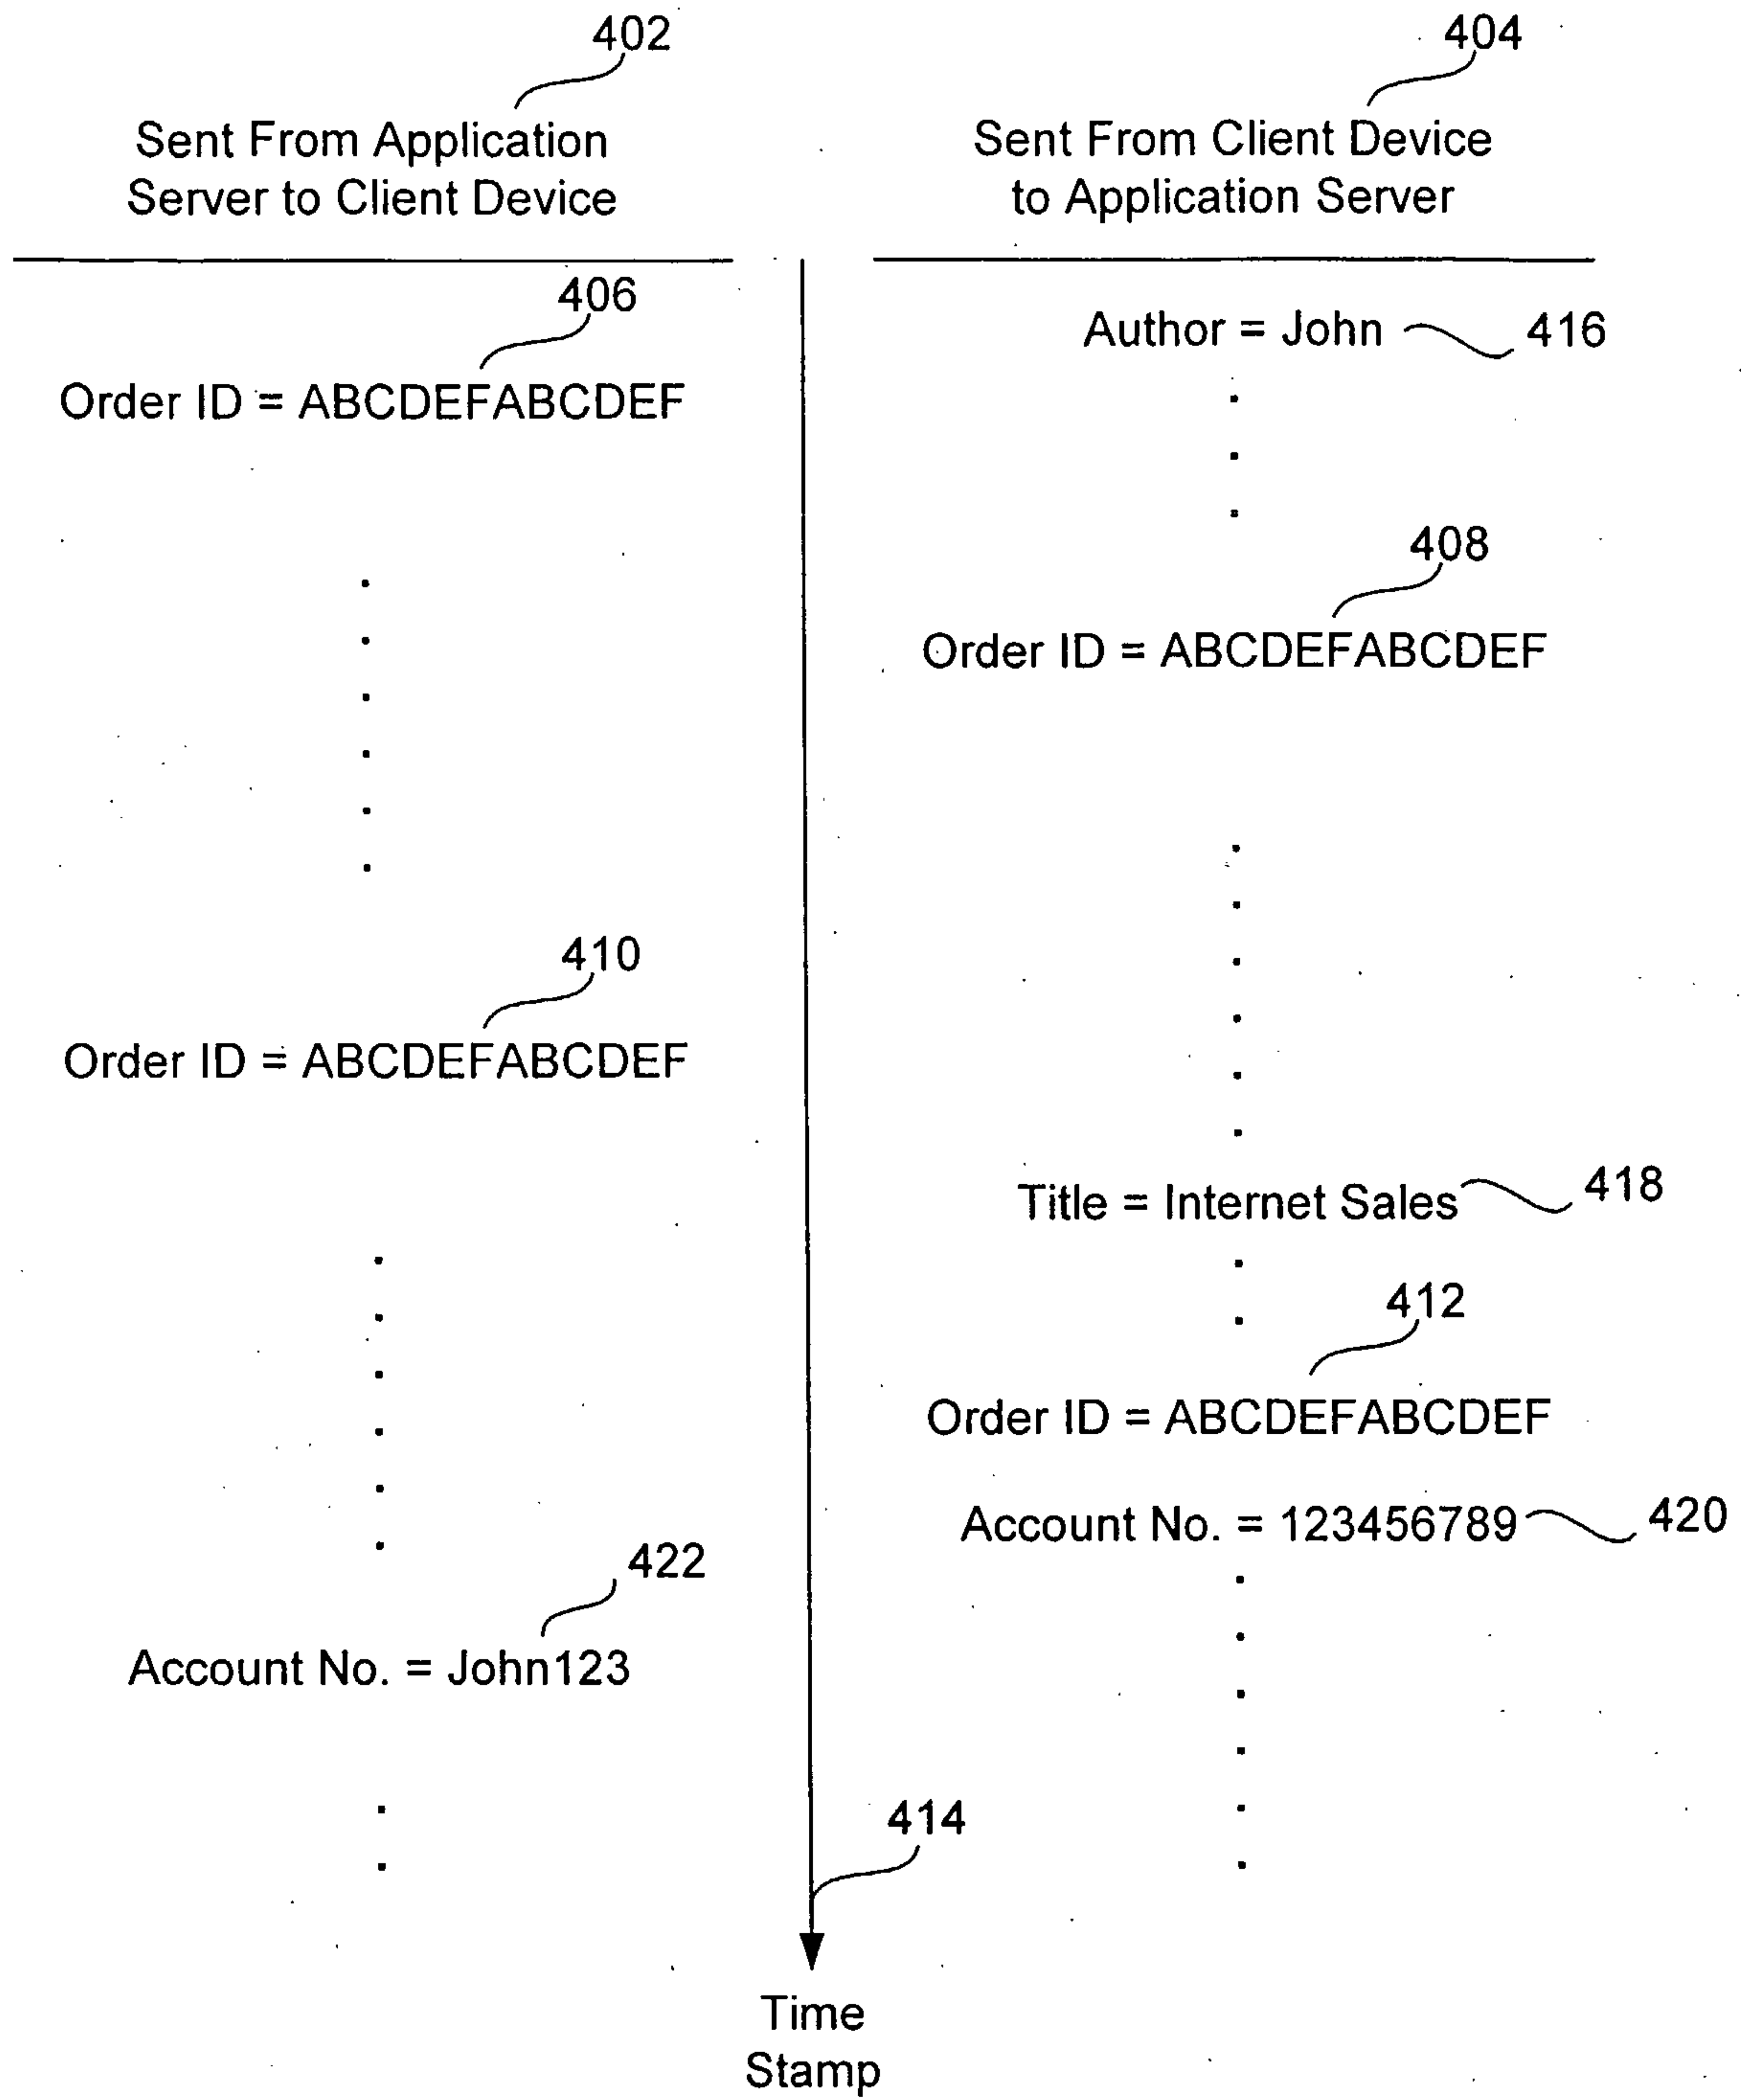 402
Sent From Application
Server to Client Device
404
Sent From Client Device
to Application Server
406
Order ID = ABCDEFABCDEF
Author = John
416
408
Order ID = ABCDEFABCDEF
410
Order ID = ABCDEFABCDEF
Title = Internet Sales
418
412
Order ID = ABCDEFABCDEF
Account No. = 123456789
420
422
Account No. = John123
414
Time
Stamp